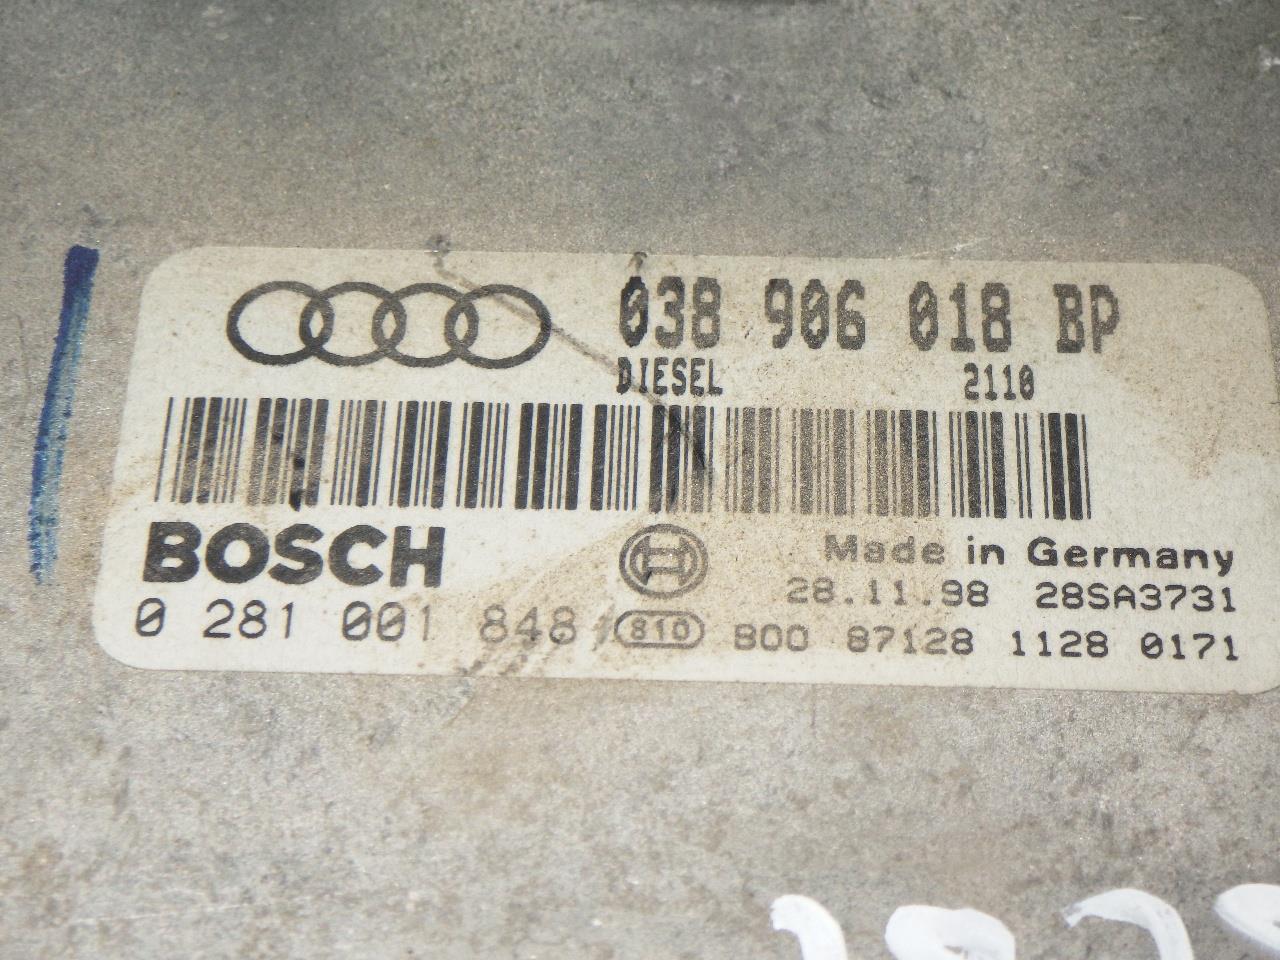 038 906 018 BP
DIESEL 2110
BOSCH
Made in Germany
28.11.98 28SA3731
0 281 001 848
810
800 87128 1128 0171